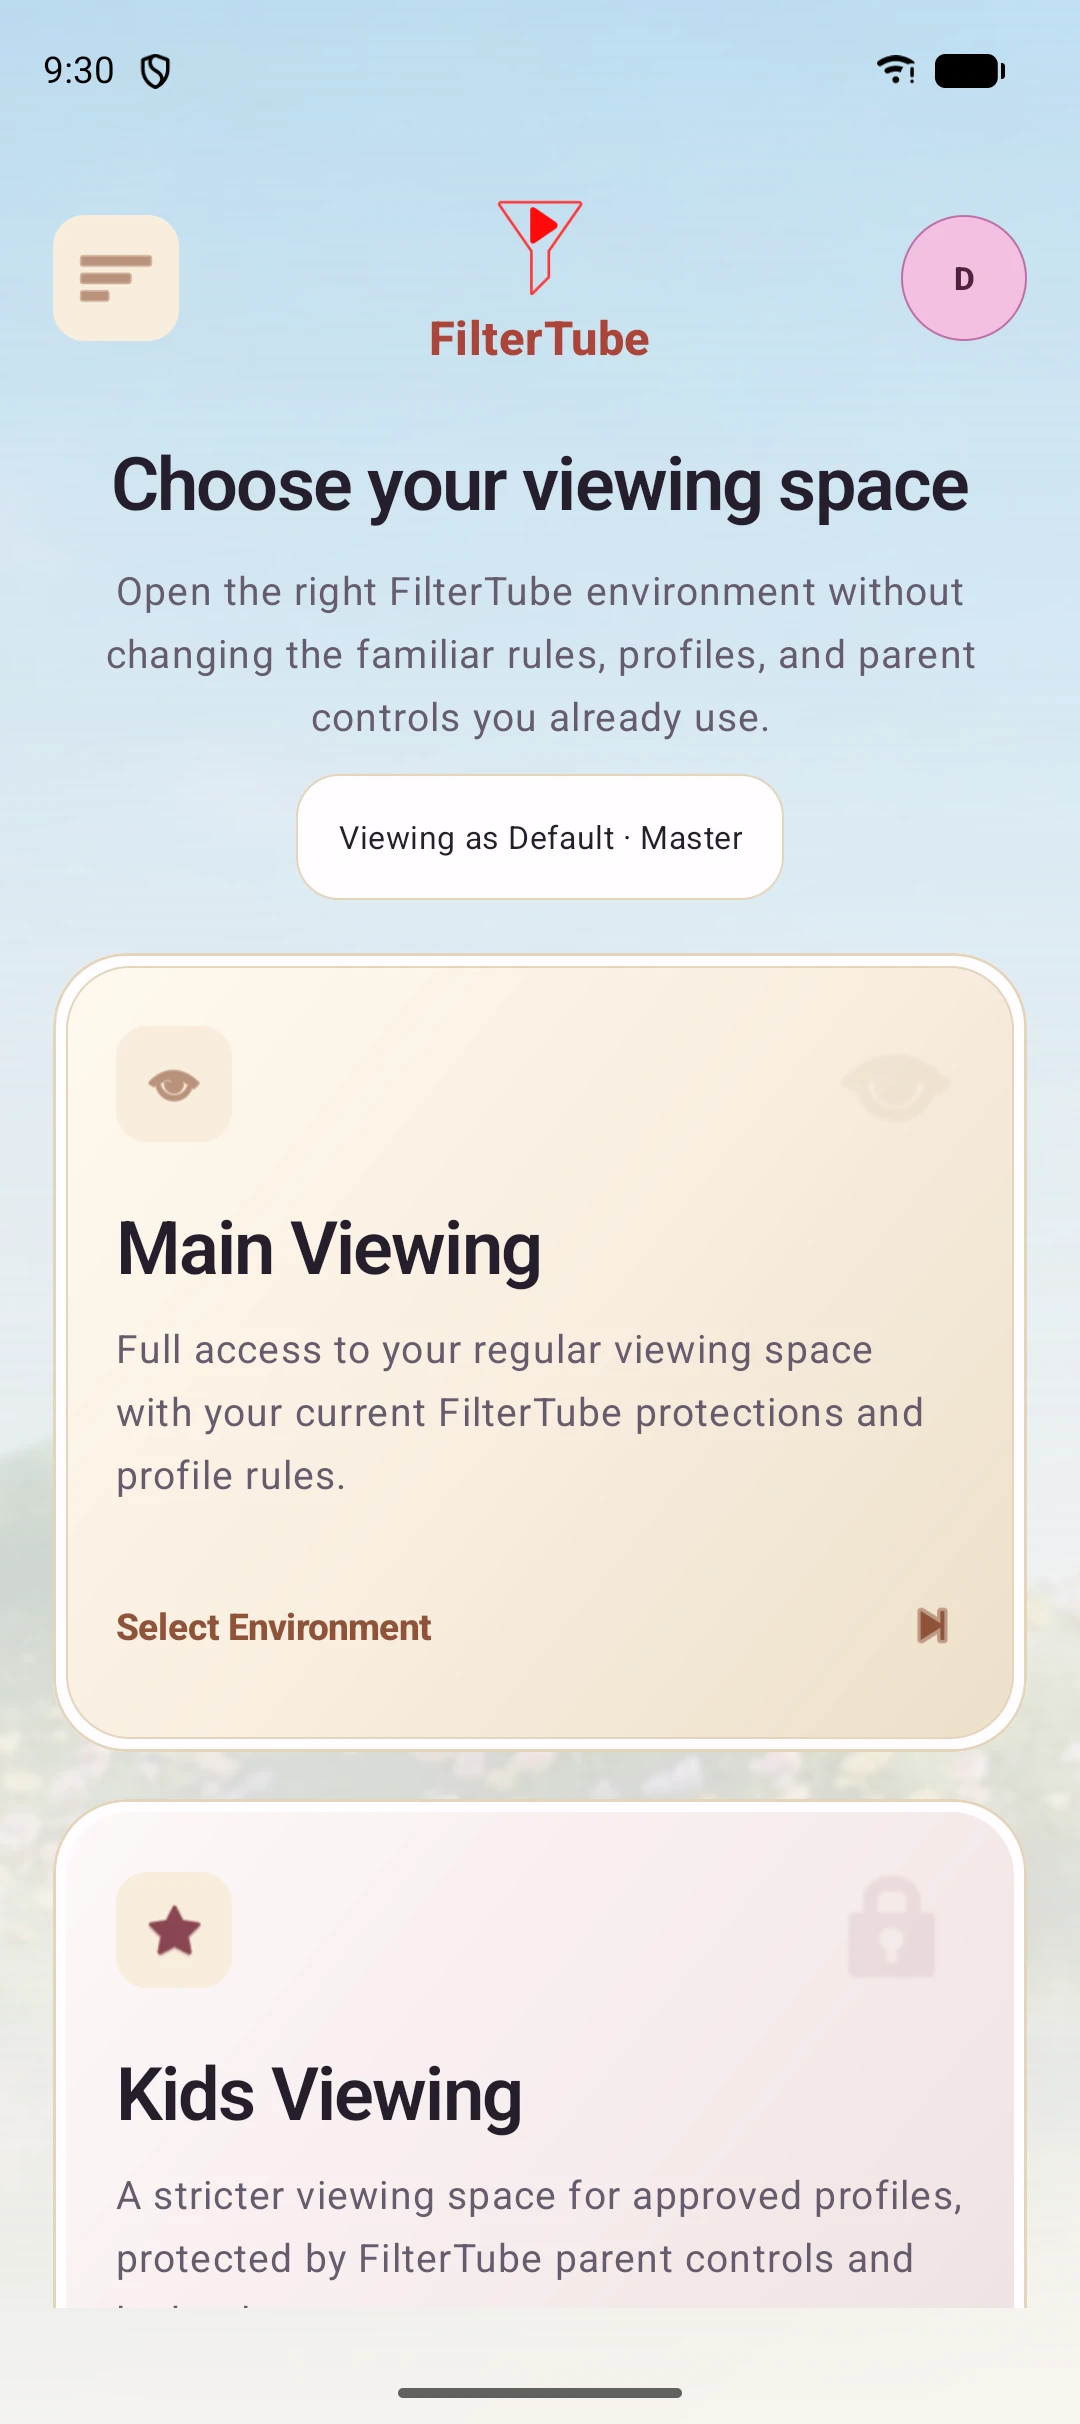 9:30
FilterTube
D
Choose your viewing space
Open the right FilterTube environment without
changing the familiar rules, profiles, and parent
controls you already use.
Viewing as Default · Master
Main Viewing
Full access to your regular viewing space
with your current FilterTube protections and
profile rules.
Select Environment
Kids Viewing
A stricter viewing space for approved profiles,
protected by FilterTube parent controls and